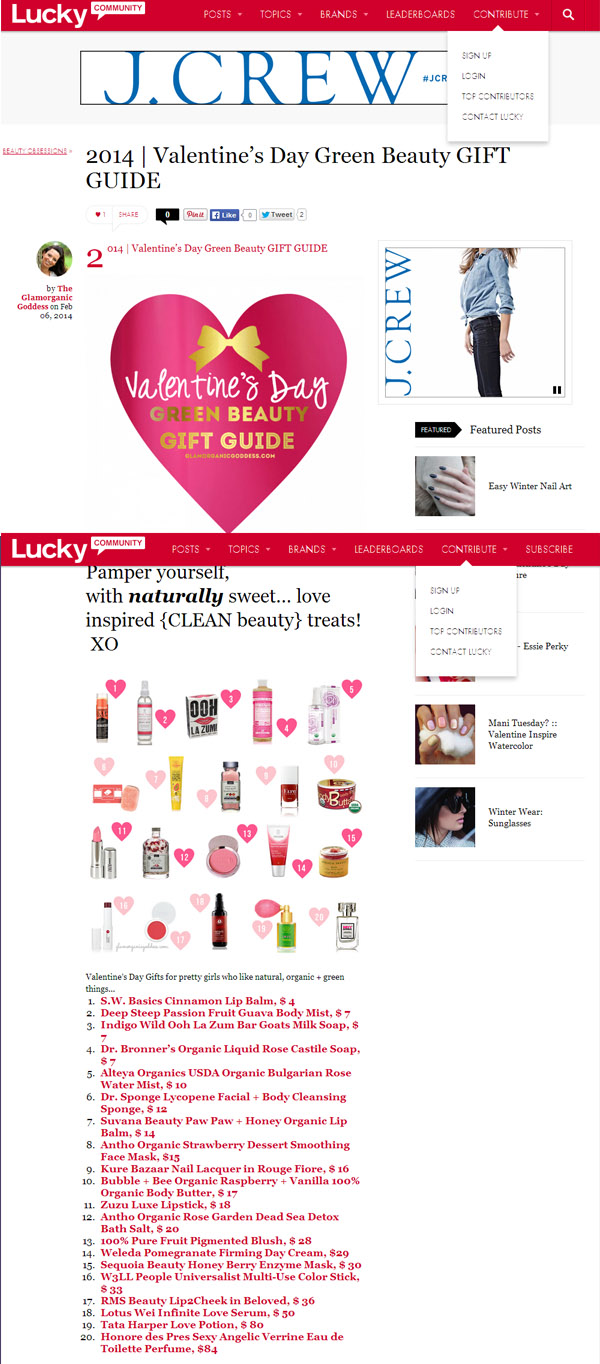 Lucky COMMUNITY
POSTS TOPICS BRANDS LEADERBOARDS CONTRIBUTE
SIGN UP
LOGIN
TOP CONTRIBUTORS
CONTACT LUCKY
J.CREW #JCR
BEAUTY OBSESSIONS »
2014 | Valentine's Day Green Beauty GIFT
GUIDE
1 SHARE 0 Pin it Like 0 Tweet 2
by The
Glamorganic
Goddess on Feb
06, 2014
2014 | Valentine's Day Green Beauty GIFT GUIDE
Valentine's Day
GREEN BEAUTY
GIFT GUIDE
GLAMORGANICGODDESS.COM
J.CREW
FEATURED Featured Posts
Easy Winter Nail Art
Lucky COMMUNITY
POSTS TOPICS BRANDS LEADERBOARDS CONTRIBUTE SUBSCRIBE
SIGN UP
LOGIN
TOP CONTRIBUTORS
CONTACT LUCKY
Pamper yourself,
with naturally sweet... love
inspired {CLEAN beauty} treats!
XO
- Essie Perky
Mani Tuesday? ::
Valentine Inspire
Watercolor
Winter Wear:
Sunglasses
1 2 3 4 5
OOH
LA ZUM!
6 7 8 9 10
11 12 13 14 15
16 17 18 19 20
glamorganicgoddess.com
Valentine's Day Gifts for pretty girls who like natural, organic + green
things...
1. S.W. Basics Cinnamon Lip Balm, $ 4
2. Deep Steep Passion Fruit Guava Body Mist, $ 7
3. Indigo Wild Ooh La Zum Bar Goats Milk Soap, $
7
4. Dr. Bronner's Organic Liquid Rose Castile Soap,
$ 7
5. Alteya Organics USDA Organic Bulgarian Rose
Water Mist, $ 10
6. Dr. Sponge Lycopene Facial + Body Cleansing
Sponge, $ 12
7. Suvana Beauty Paw Paw + Honey Organic Lip
Balm, $ 14
8. Antho Organic Strawberry Dessert Smoothing
Face Mask, $15
9. Kure Bazaar Nail Lacquer in Rouge Fiore, $ 16
10. Bubble + Bee Organic Raspberry + Vanilla 100%
Organic Body Butter, $ 17
11. Zuzu Luxe Lipstick, $ 18
12. Antho Organic Rose Garden Dead Sea Detox
Bath Salt, $ 20
13. 100% Pure Fruit Pigmented Blush, $ 28
14. Weleda Pomegranate Firming Day Cream, $29
15. Sequoia Beauty Honey Berry Enzyme Mask, $ 30
16. W3LL People Universalist Multi-Use Color Stick,
$ 33
17. RMS Beauty Lip2Cheek in Beloved, $ 36
18. Lotus Wei Infinite Love Serum, $ 50
19. Tata Harper Love Potion, $ 80
20. Honore des Pres Sexy Angelic Verrine Eau de
Toilette Perfume, $84